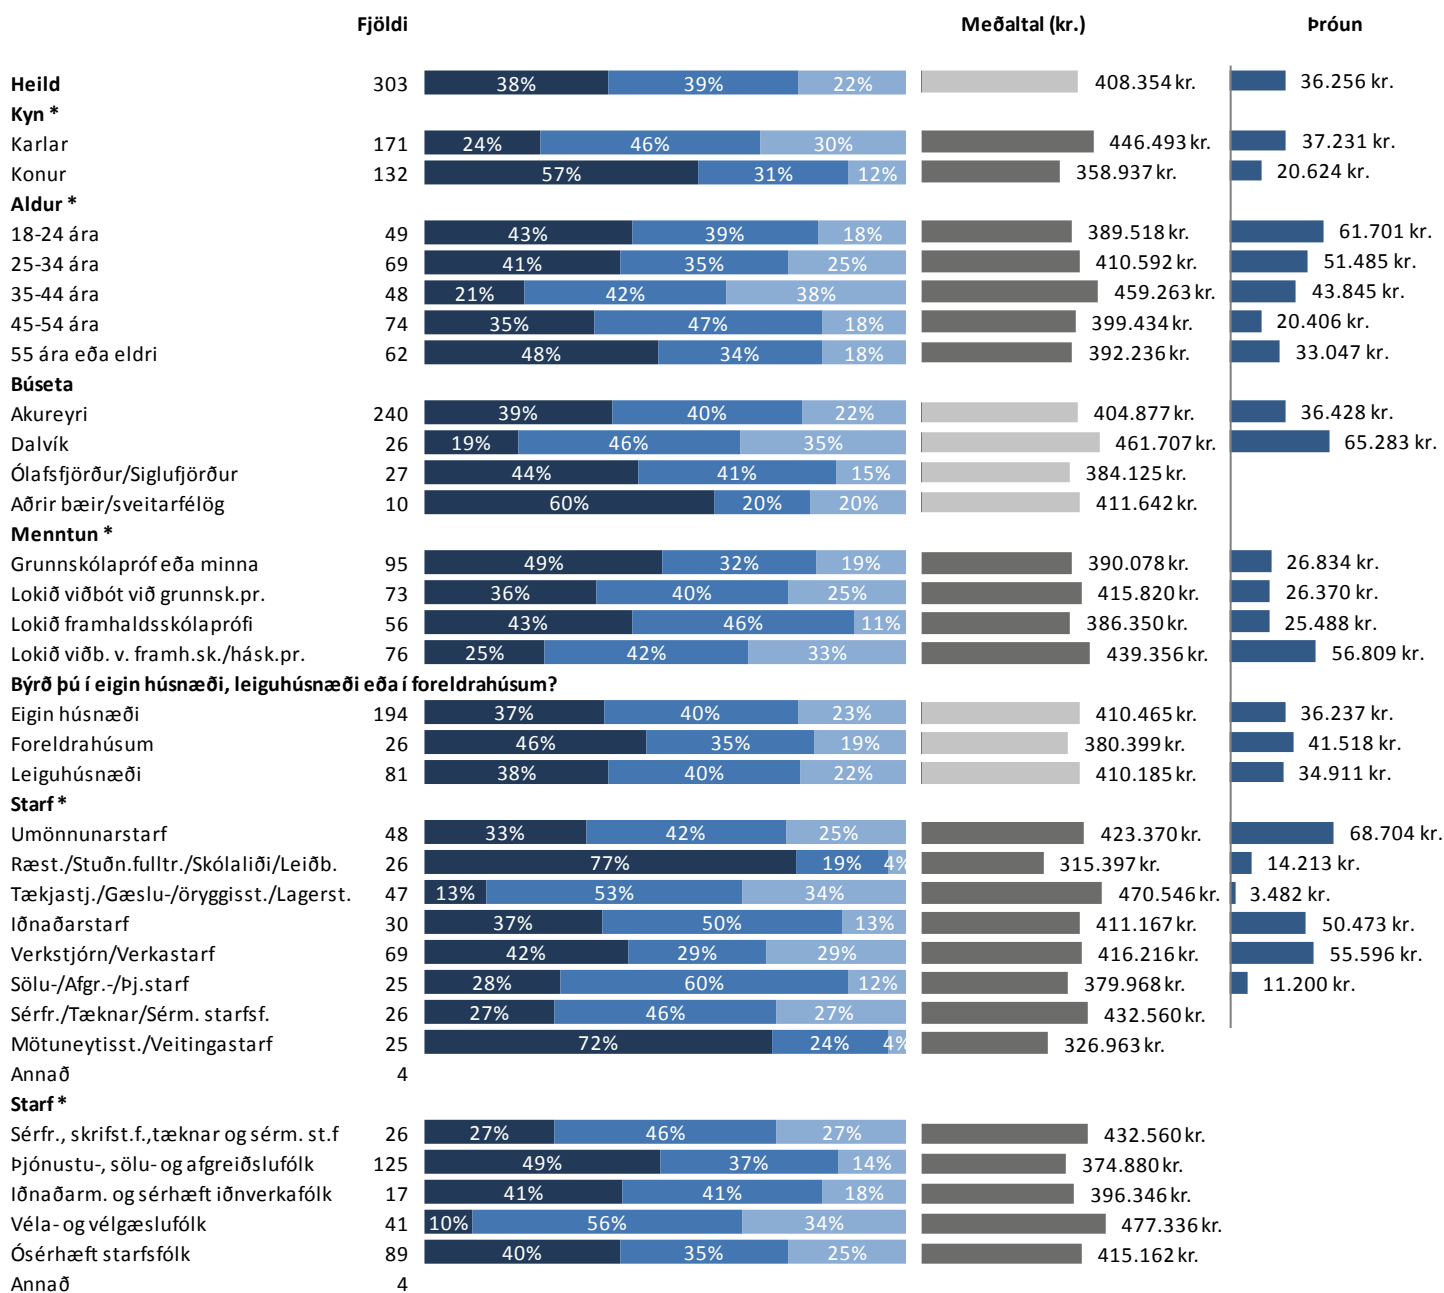 Fjöldi Meðaltal (kr.) Þróun
Heild 303 38% 39% 22% 408.354 kr. 36.256 kr.
Kyn *
Karlar 171 24% 46% 30% 446.493 kr. 37.231 kr.
Konur 132 57% 31% 12% 358.937 kr. 20.624 kr.
Aldur *
18-24 ára 49 43% 39% 18% 389.518 kr. 61.701 kr.
25-34 ára 69 41% 35% 25% 410.592 kr. 51.485 kr.
35-44 ára 48 21% 42% 38% 459.263 kr. 43.845 kr.
45-54 ára 74 35% 47% 18% 399.434 kr. 20.406 kr.
55 ára eða eldri 62 48% 34% 18% 392.236 kr. 33.047 kr.
Búseta
Akureyri 240 39% 40% 22% 404.877 kr. 36.428 kr.
Dalvík 26 19% 46% 35% 461.707 kr. 65.283 kr.
Ólafsfjörður/Siglufjörður 27 44% 41% 15% 384.125 kr.
Aðrir bæir/sveitarfélög 10 60% 20% 20% 411.642 kr.
Menntun *
Grunnskólapróf eða minna 95 49% 32% 19% 390.078 kr. 26.834 kr.
Lokið viðbót við grunnsk.pr. 73 36% 40% 25% 415.820 kr. 26.370 kr.
Lokið framhaldsskólaprófi 56 43% 46% 11% 386.350 kr. 25.488 kr.
Lokið viðb. v. framh.sk./hásk.pr. 76 25% 42% 33% 439.356 kr. 56.809 kr.
Býrð þú í eigin húsnæði, leiguhúsnæði eða í foreldrahúsum?
Eigin húsnæði 194 37% 40% 23% 410.465 kr. 36.237 kr.
Foreldrahúsum 26 46% 35% 19% 380.399 kr. 41.518 kr.
Leiguhúsnæði 81 38% 40% 22% 410.185 kr. 34.911 kr.
Starf *
Umönnunarstarf 48 33% 42% 25% 423.370 kr. 68.704 kr.
Ræst./Stuðn.fulltr./Skólaliði/Leiðb. 26 77% 19% 4% 315.397 kr. 14.213 kr.
Tækjastj./Gæslu-/öryggisst./Lagerst. 47 13% 53% 34% 470.546 kr. 3.482 kr.
Iðnaðarstarf 30 37% 50% 13% 411.167 kr. 50.473 kr.
Verkstjórn/Verkastarf 69 42% 29% 29% 416.216 kr. 55.596 kr.
Sölu-/Afgr.-/Þj.starf 25 28% 60% 12% 379.968 kr. 11.200 kr.
Sérfr./Tæknar/Sérm. starfsf. 26 27% 46% 27% 432.560 kr.
Mötuneytisst./Veitingastarf 25 72% 24% 4% 326.963 kr.
Annað 4
Starf *
Sérfr., skrifst.f.,tæknar og sérm. st.f 26 27% 46% 27% 432.560 kr.
Þjónustu-, sölu- og afgreiðslufólk 125 49% 37% 14% 374.880 kr.
Iðnaðarm. og sérhæft iðnverkafólk 17 41% 41% 18% 396.346 kr.
Véla- og vélgæslufólk 41 10% 56% 34% 477.336 kr.
Ósérhæft starfsfólk 89 40% 35% 25% 415.162 kr.
Annað 4